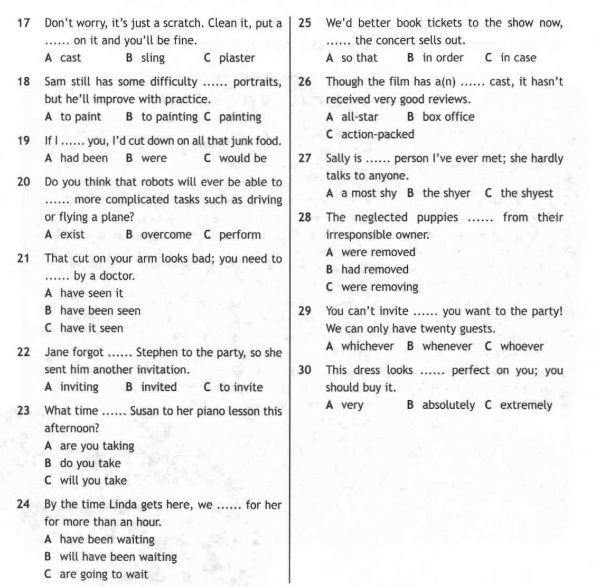 17 Don't worry, it's just a scratch. Clean it, put a
...... on it and you'll be fine.
A cast B sling C plaster
18 Sam still has some difficulty ...... portraits,
but he'll improve with practice.
A to paint B to painting C painting
19 If I ...... you, I'd cut down on all that junk food.
A had been B were C would be
20 Do you think that robots will ever be able to
...... more complicated tasks such as driving
or flying a plane?
A exist B overcome C perform
21 That cut on your arm looks bad; you need to
...... by a doctor.
A have seen it
B have been seen
C have it seen
22 Jane forgot ...... Stephen to the party, so she
sent him another invitation.
A inviting B invited C to invite
23 What time ...... Susan to her piano lesson this
afternoon?
A are you taking
B do you take
C will you take
24 By the time Linda gets here, we ...... for her
for more than an hour.
A have been waiting
B will have been waiting
C are going to wait
25 We'd better book tickets to the show now,
...... the concert sells out.
A so that B in order C in case
26 Though the film has a(n) ...... cast, it hasn't
received very good reviews.
A all-star B box office
C action-packed
27 Sally is ...... person I've ever met; she hardly
talks to anyone.
A a most shy B the shyer C the shyest
28 The neglected puppies ...... from their
irresponsible owner.
A were removed
B had removed
C were removing
29 You can't invite ...... you want to the party!
We can only have twenty guests.
A whichever B whenever C whoever
30 This dress looks ...... perfect on you; you
should buy it.
A very B absolutely C extremely